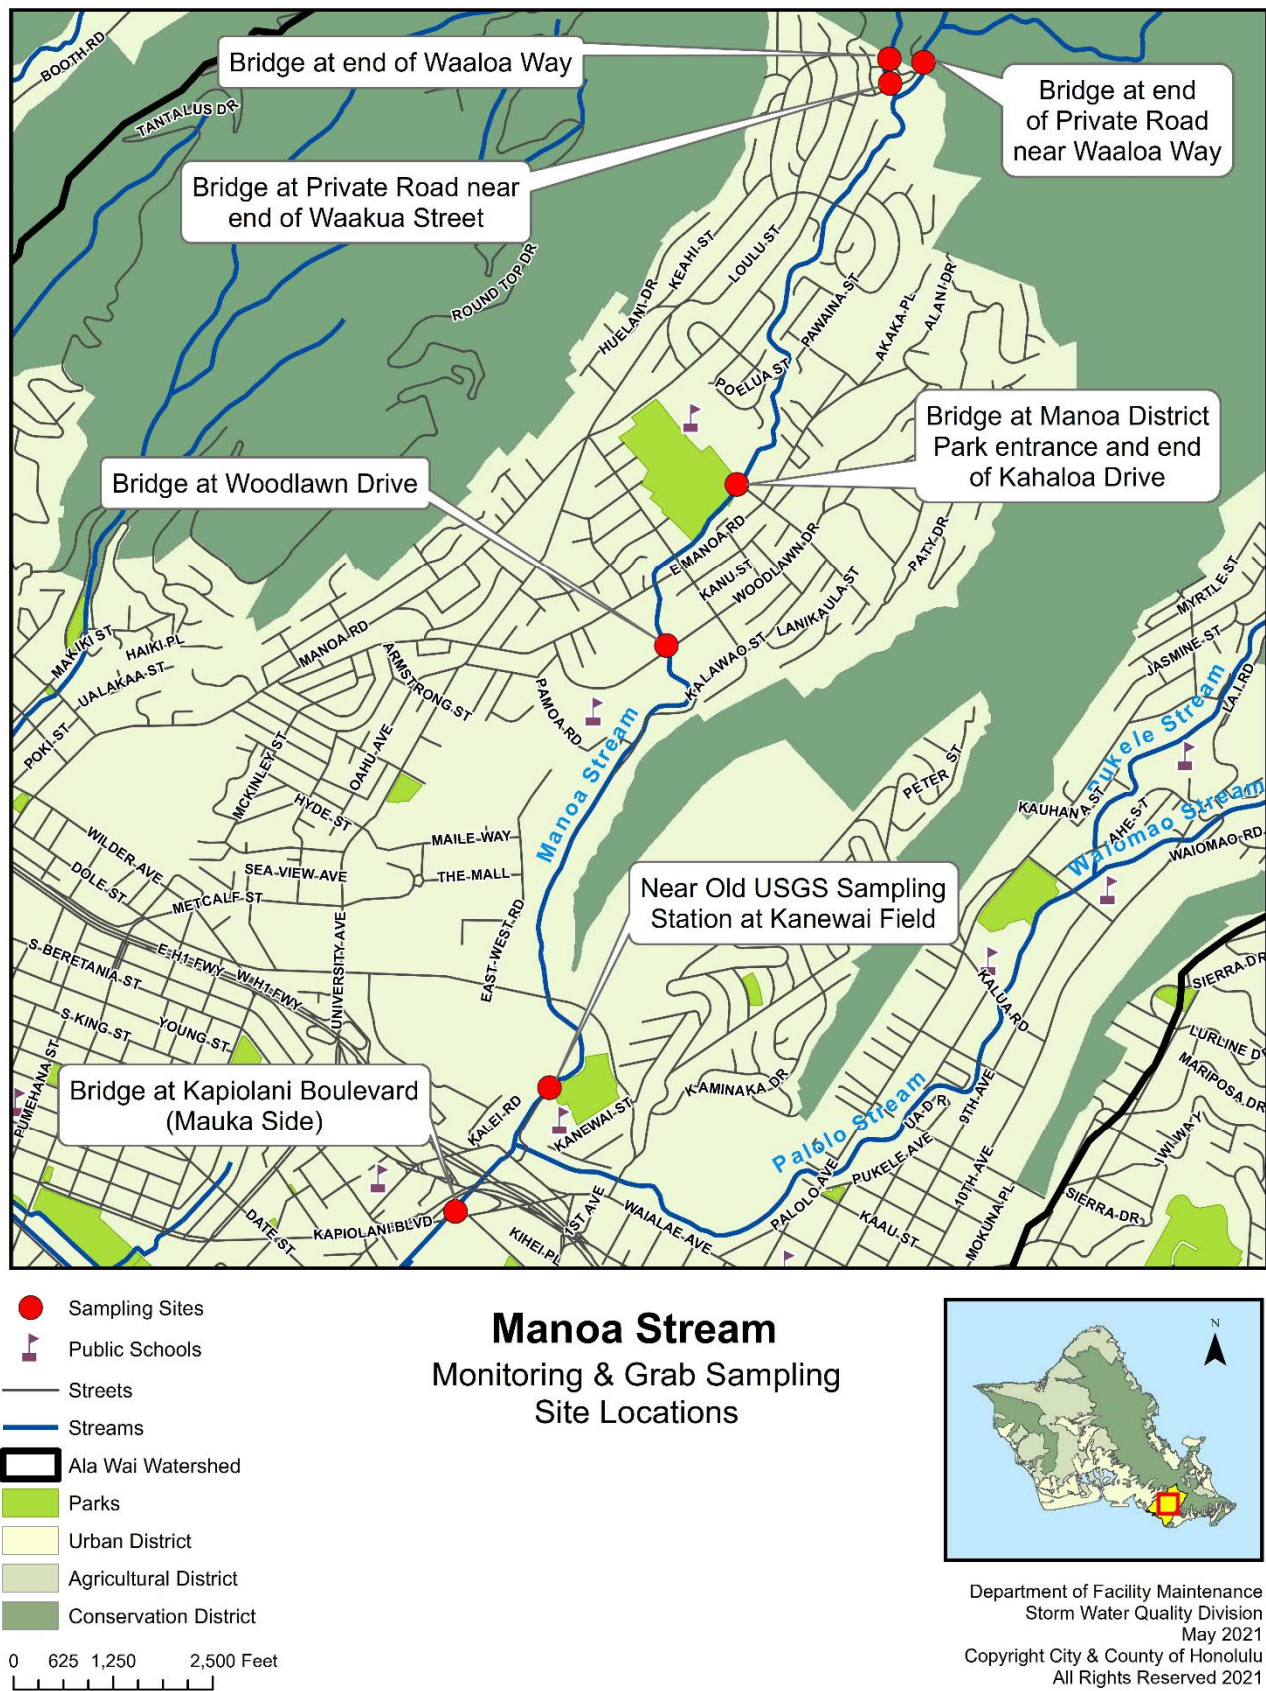 BOOTH RD
TANTALUS DR
Bridge at end of Waaloa Way
Bridge at end
of Private Road
near Waaloa Way
Bridge at Private Road near
end of Waakua Street
ROUND TOP DR
HUELANI DR
KEAHI ST
LOULU ST
PAWAINA ST
AKAKA PL
ALANI DR
POELUA ST
Bridge at Manoa District
Park entrance and end
of Kahaloa Drive
Bridge at Woodlawn Drive
E MANOA RD
KANU ST
WOODLAWN DR
LANIKAULA ST
PATY DR
KALAWAO ST
MYRTLE ST
JASMINE ST
LA I RD
MAKIKI ST
HAIKI PL
UALAKAA ST
POKI ST
MANOA RD
ARMSTRONG ST
PAMOA RD
Manoa Stream
Pukele Stream
Waiomao Stream
MCKINLEY ST
OAHU AVE
HYDE ST
PETER ST
KAUHANA ST
AHE ST
WAIOMAO RD
WILDER AVE
DOLE ST
METCALF ST
SEA VIEW AVE
MAILE WAY
THE MALL
EAST-WEST RD
UNIVERSITY AVE
Near Old USGS Sampling
Station at Kanewai Field
S BERETANIA ST
E H1 FWY
W H1 FWY
S KING ST
YOUNG ST
PUMEHANA ST
KALUA RD
SIERRA DR
LURLINE D
MARIPOSA DR
IWI WAY
Bridge at Kapiolani Boulevard
(Mauka Side)
KALEI RD
KANEWAI ST
KAMINAKA DR
Palolo Stream
UA DR
9TH AVE
PUKELE AVE
10TH AVE
PALOLO AVE
KAAU ST
MOKUNA PL
SIERRA DR
WAIALAE AVE
1ST AVE
KIHEI PL
KAPIOLANI BLVD
DATE ST
Sampling Sites
Public Schools
Streets
Streams
Ala Wai Watershed
Parks
Urban District
Agricultural District
Conservation District
0 625 1,250 2,500 Feet
Manoa Stream
Monitoring & Grab Sampling
Site Locations
N
Department of Facility Maintenance
Storm Water Quality Division
May 2021
Copyright City & County of Honolulu
All Rights Reserved 2021